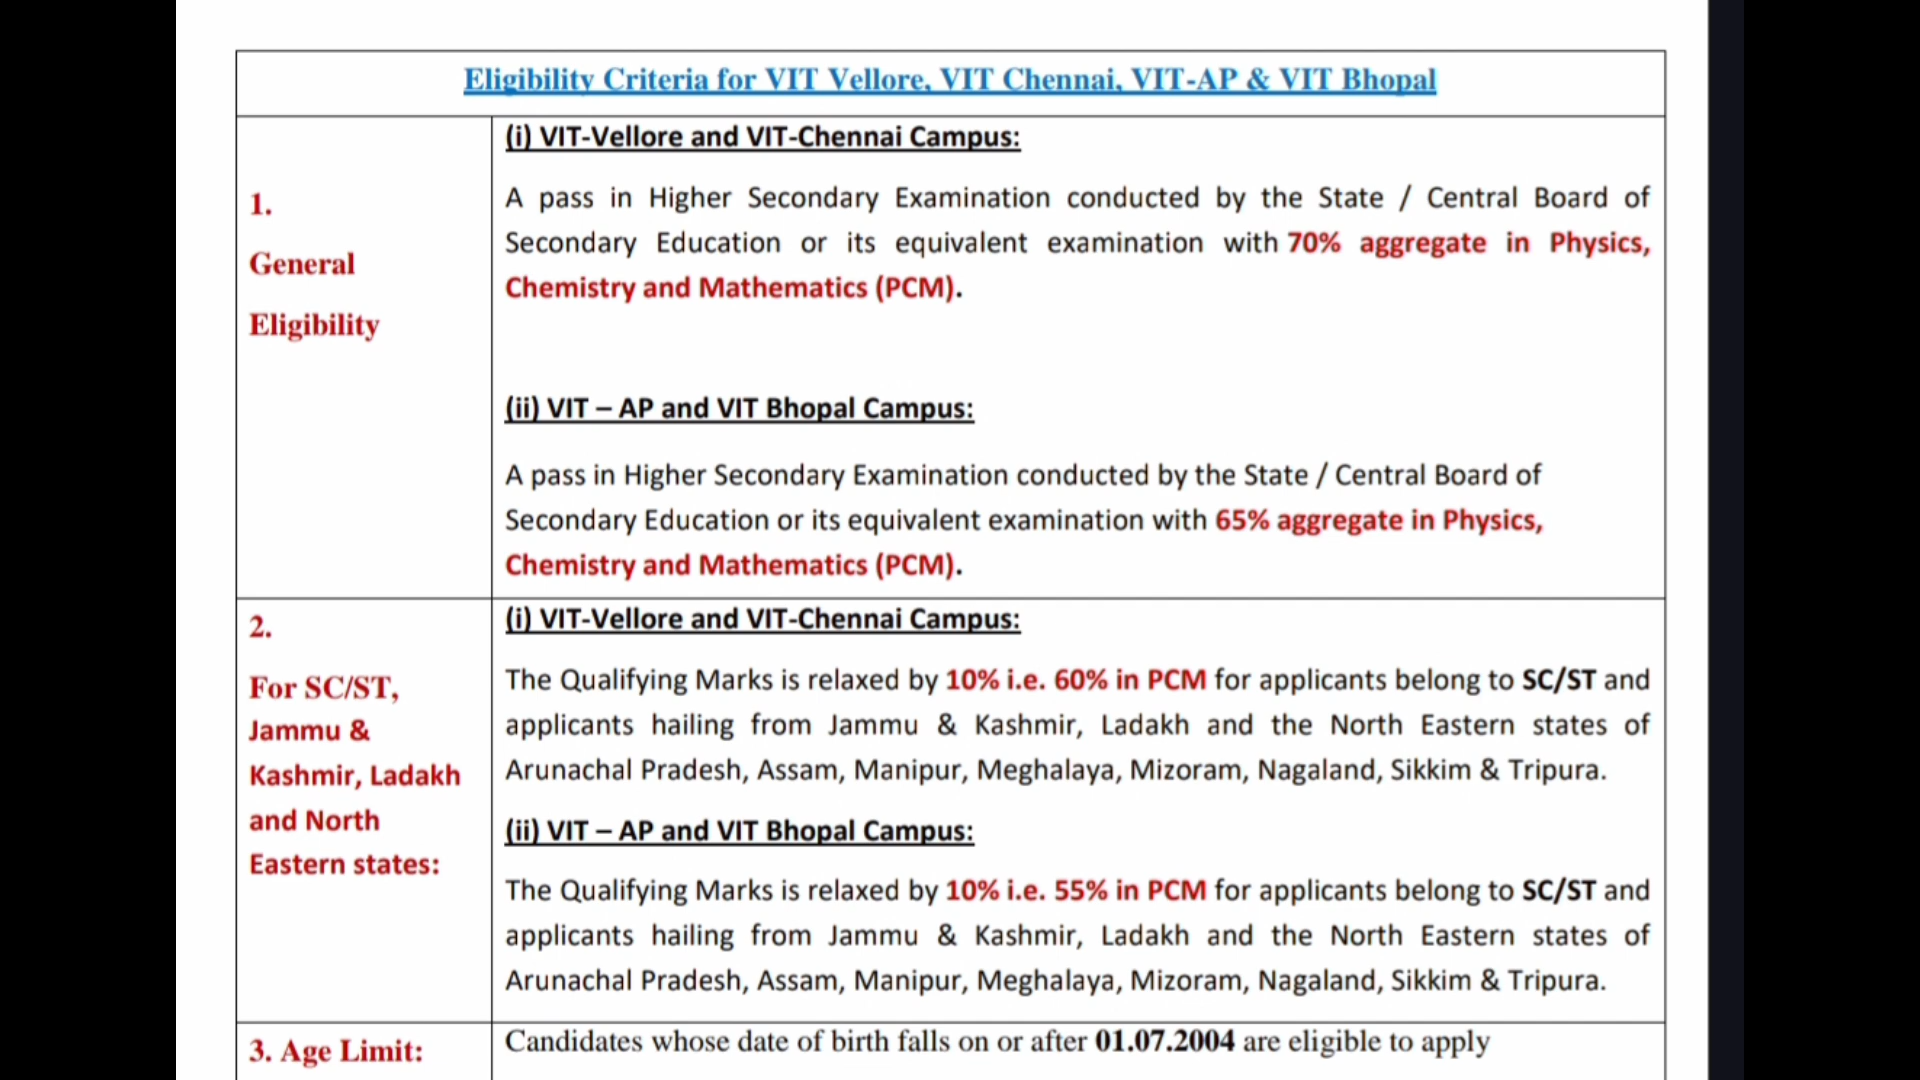 Eligibility Criteria for VIT Vellore, VIT Chennai, VIT-AP & VIT Bhopal
1.
General
Eligibility
(i) VIT-Vellore and VIT-Chennai Campus:
A pass in Higher Secondary Examination conducted by the State / Central Board of
Secondary Education or its equivalent examination with 70% aggregate in Physics,
Chemistry and Mathematics (PCM).
(ii) VIT – AP and VIT Bhopal Campus:
A pass in Higher Secondary Examination conducted by the State / Central Board of
Secondary Education or its equivalent examination with 65% aggregate in Physics,
Chemistry and Mathematics (PCM).
2.
For SC/ST,
Jammu &
Kashmir, Ladakh
and North
Eastern states:
(i) VIT-Vellore and VIT-Chennai Campus:
The Qualifying Marks is relaxed by 10% i.e. 60% in PCM for applicants belong to SC/ST and
applicants hailing from Jammu & Kashmir, Ladakh and the North Eastern states of
Arunachal Pradesh, Assam, Manipur, Meghalaya, Mizoram, Nagaland, Sikkim & Tripura.
(ii) VIT – AP and VIT Bhopal Campus:
The Qualifying Marks is relaxed by 10% i.e. 55% in PCM for applicants belong to SC/ST and
applicants hailing from Jammu & Kashmir, Ladakh and the North Eastern states of
Arunachal Pradesh, Assam, Manipur, Meghalaya, Mizoram, Nagaland, Sikkim & Tripura.
3. Age Limit:
Candidates whose date of birth falls on or after 01.07.2004 are eligible to apply